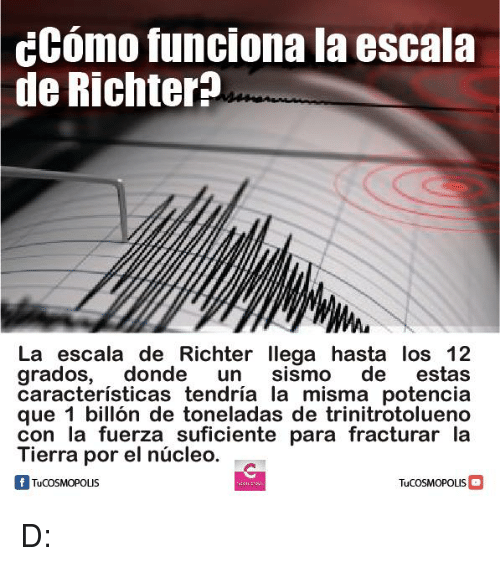 ¿Cómo funciona la escala
de Richter?
La escala de Richter llega hasta los 12
grados, donde un sismo de estas
características tendría la misma potencia
que 1 billón de toneladas de trinitrotolueno
con la fuerza suficiente para fracturar la
Tierra por el núcleo.
f TuCOSMOPOLIS
C
TuCOSMOPOLIS
D: